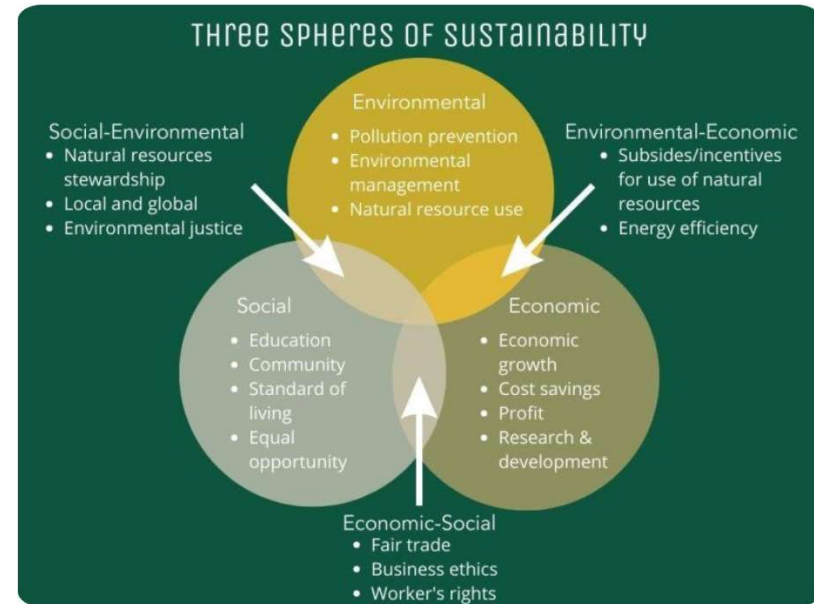 THREE SPHERES OF SUSTAINABILITY
Environmental
• Pollution prevention
• Environmental
management
• Natural resource use
Social-Environmental
• Natural resources
stewardship
• Local and global
• Environmental justice
Environmental-Economic
• Subsides/incentives
for use of natural
resources
• Energy efficiency
Social
• Education
• Community
• Standard of
living
• Equal
opportunity
Economic
• Economic
growth
• Cost savings
• Profit
• Research &
development
Economic-Social
• Fair trade
• Business ethics
• Worker's rights